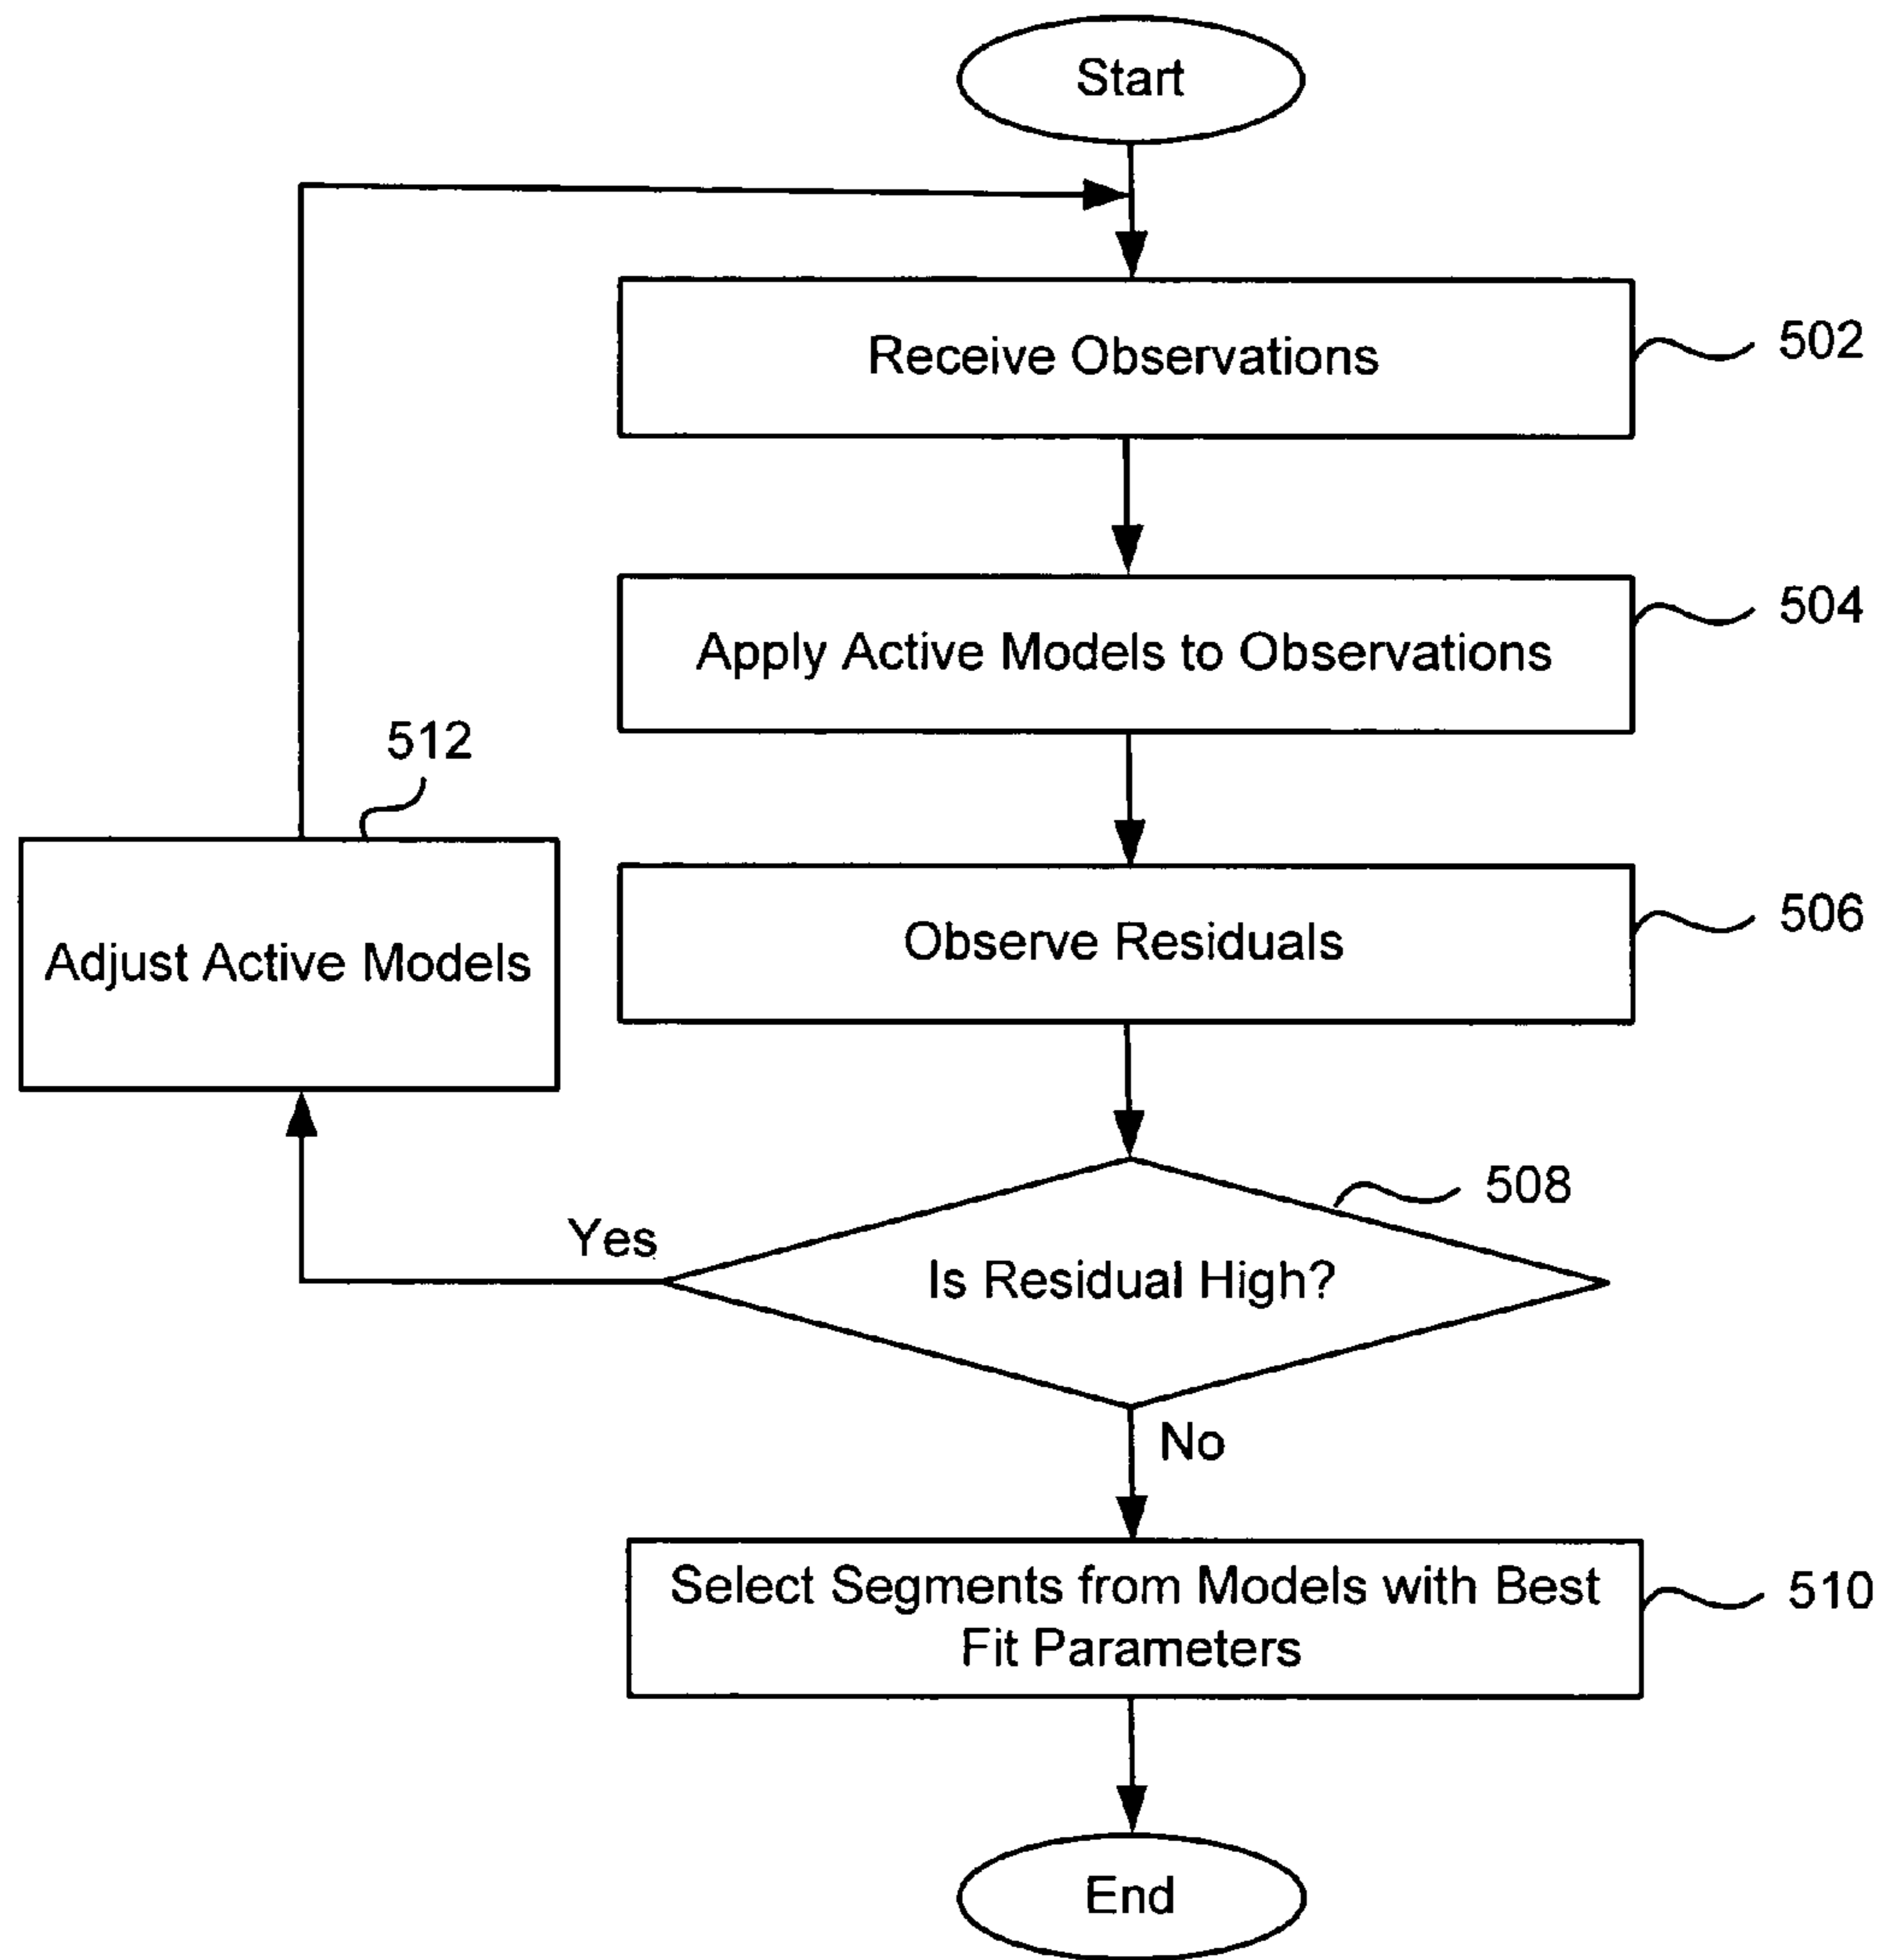 Start
Receive Observations
502
Apply Active Models to Observations
504
512
Adjust Active Models
Observe Residuals
506
508
Yes
Is Residual High?
No
Select Segments from Models with Best
Fit Parameters
510
End